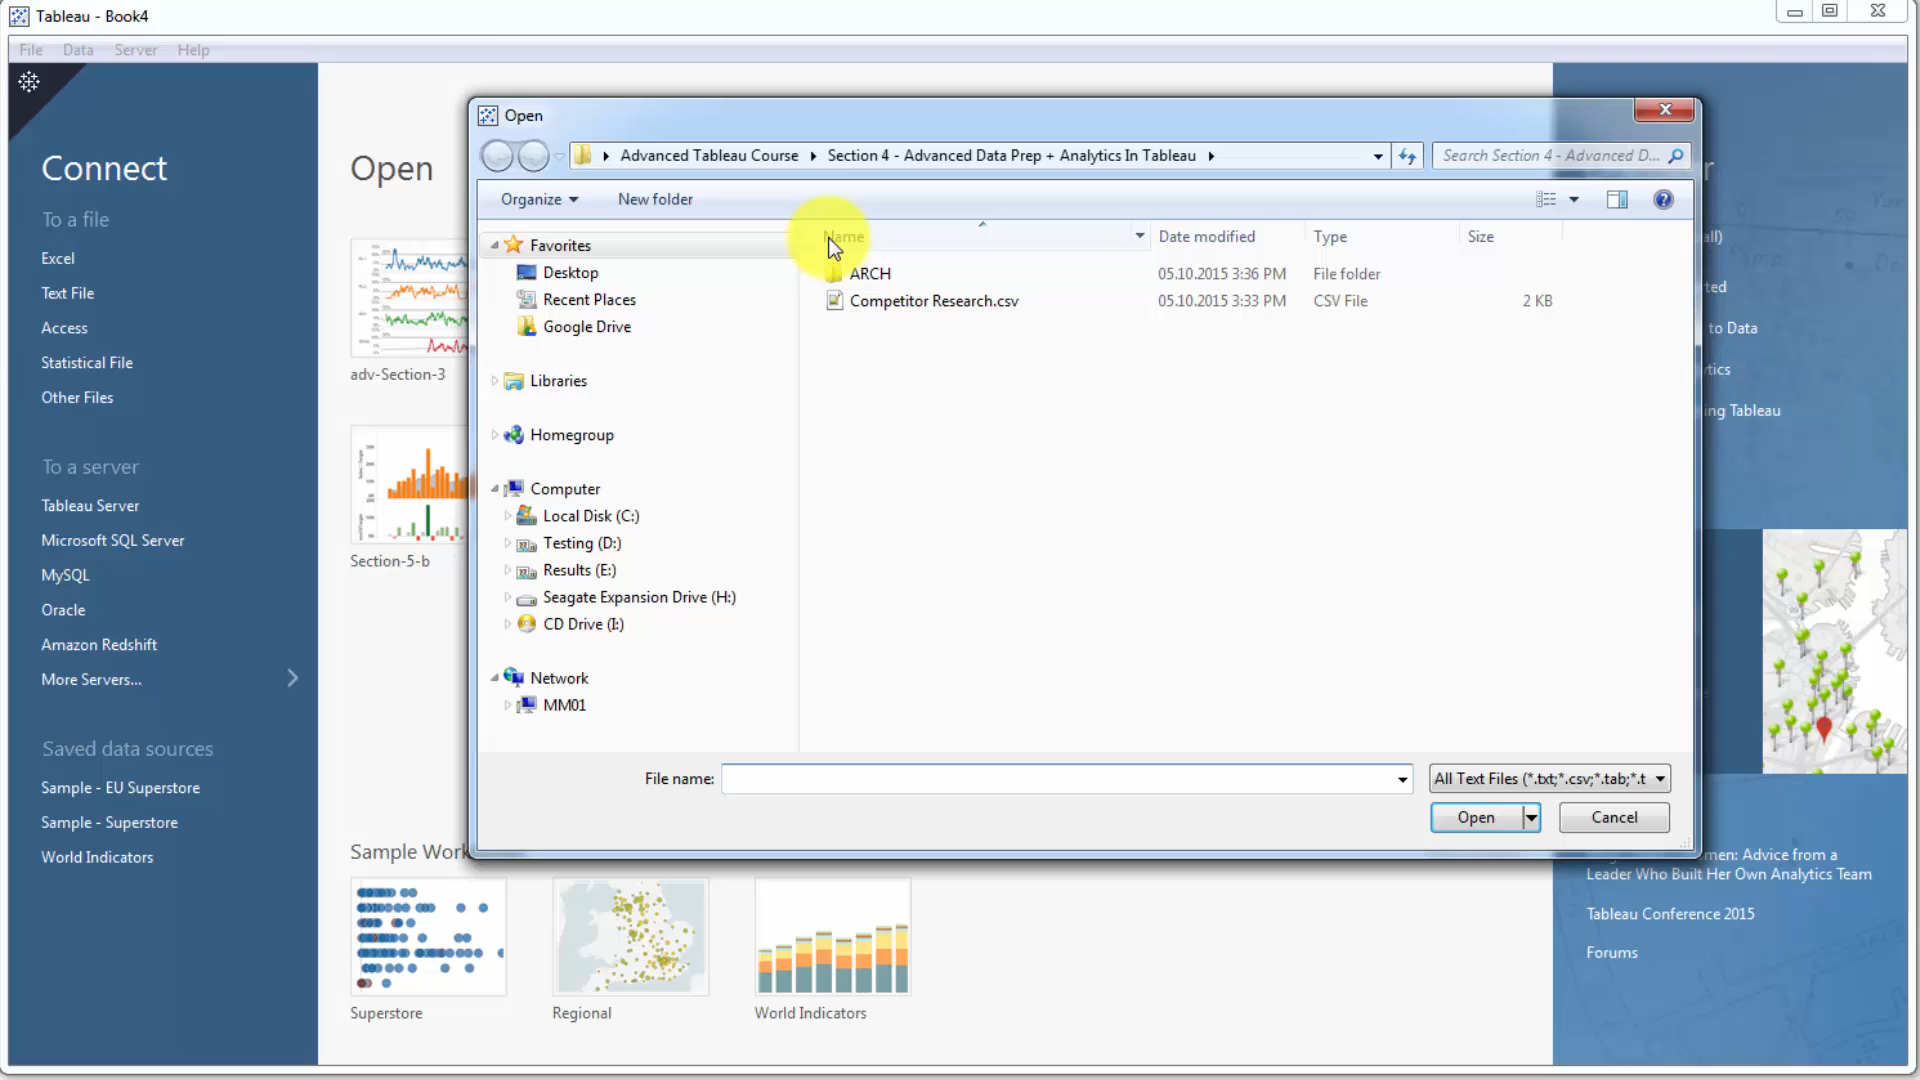 Tableau - Book4
File Data Server Help
Connect
To a file
Excel
Text File
Access
Statistical File
Other Files
To a server
Tableau Server
Microsoft SQL Server
MySQL
Oracle
Amazon Redshift
More Servers...
Saved data sources
Sample - EU Superstore
Sample - Superstore
World Indicators
Open
adv-Section-3
Section-5-b
Sample Work
Superstore
Regional
World Indicators
Open
Advanced Tableau Course
Section 4 - Advanced Data Prep + Analytics In Tableau
Search Section 4 - Advanced D...
Organize
New folder
Favorites
Desktop
Recent Places
Google Drive
Libraries
Homegroup
Computer
Local Disk (C:)
Testing (D:)
Results (E:)
Seagate Expansion Drive (H:)
CD Drive (I:)
Network
MM01
Name Date modified Type Size
ARCH 05.10.2015 3:36 PM File folder
Competitor Research.csv 05.10.2015 3:33 PM CSV File 2 KB
File name:
All Text Files (*.txt;*.csv;*.tab;*.t
Open
Cancel
to Data
ing Tableau
men: Advice from a
Leader Who Built Her Own Analytics Team
Tableau Conference 2015
Forums